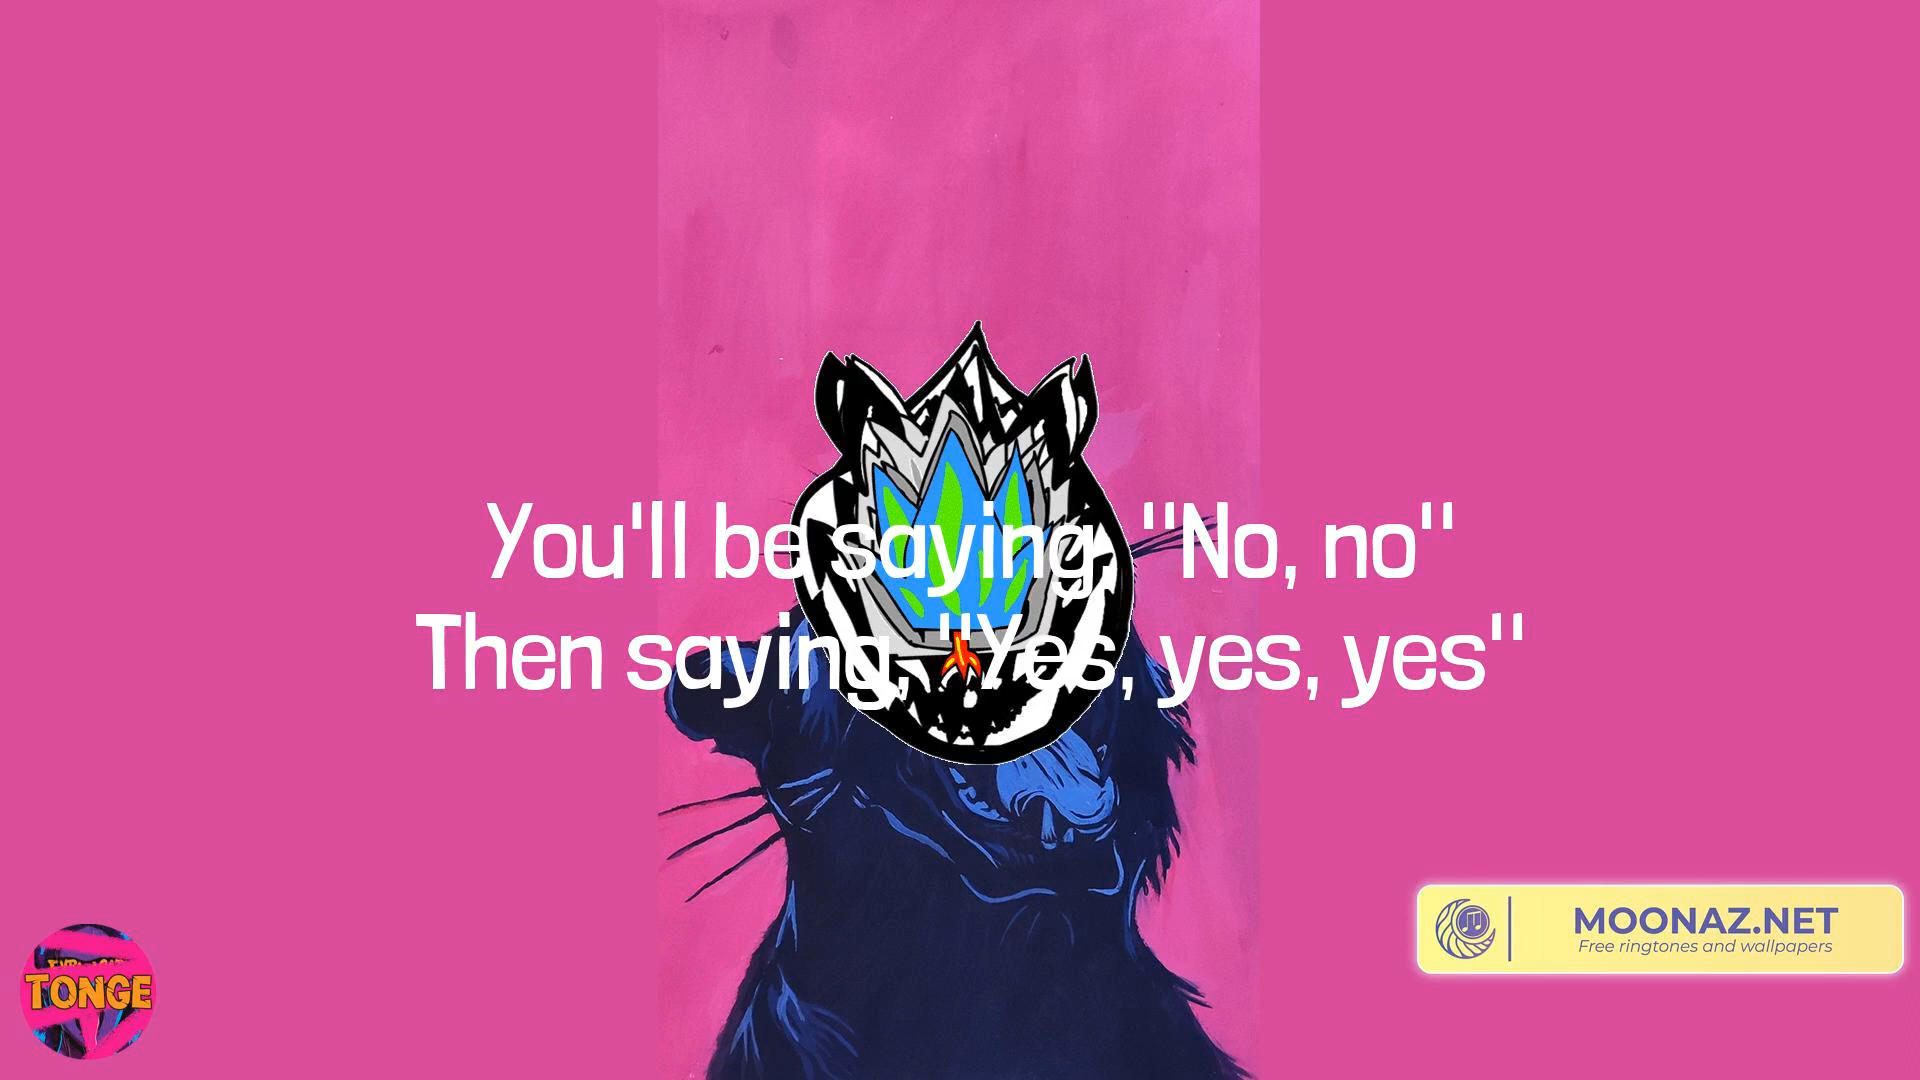 You'll be saying, "No, no"
Then saying, "Yes, yes, yes"
MOONAZ.NET
Free ringtones and wallpapers
TONGE